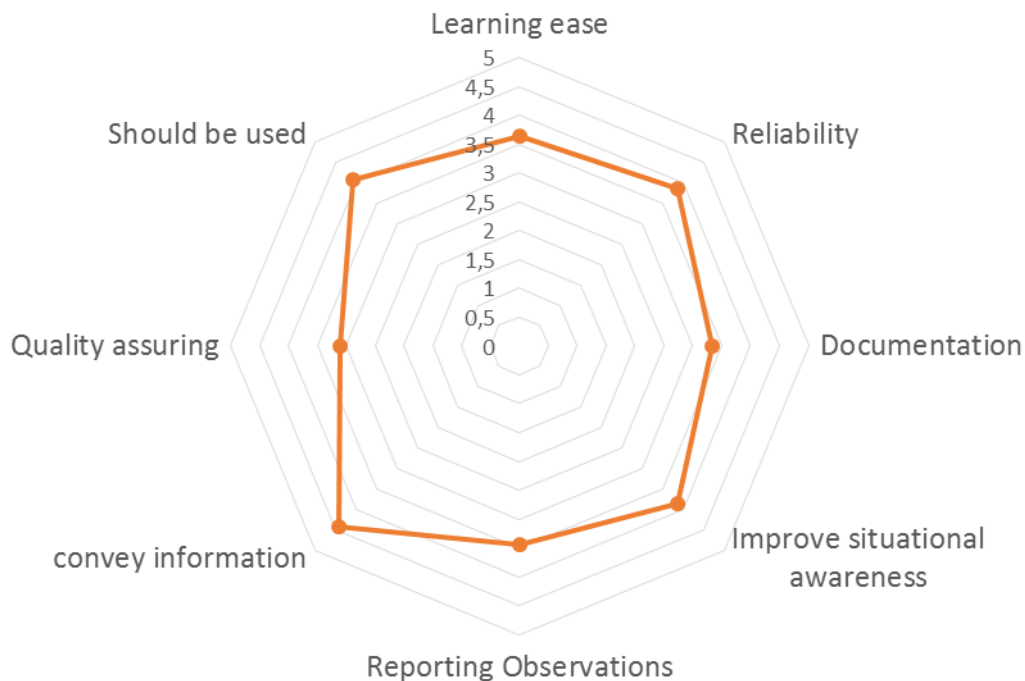 Learning ease
5
4,5
4
3,5
3
2,5
2
1,5
1
0,5
0
Should be used
Reliability
Quality assuring
Documentation
convey information
Improve situational
awareness
Reporting Observations